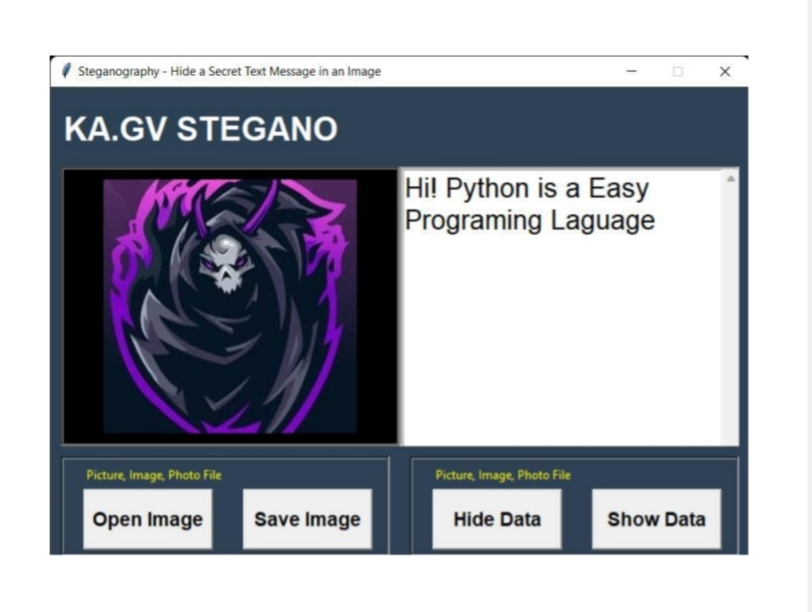 Steganography - Hide a Secret Text Message in an Image
KA.GV STEGANO
Hi! Python is a Easy
Programing Laguage
Picture, Image, Photo File
Open Image
Save Image
Picture, Image, Photo File
Hide Data
Show Data